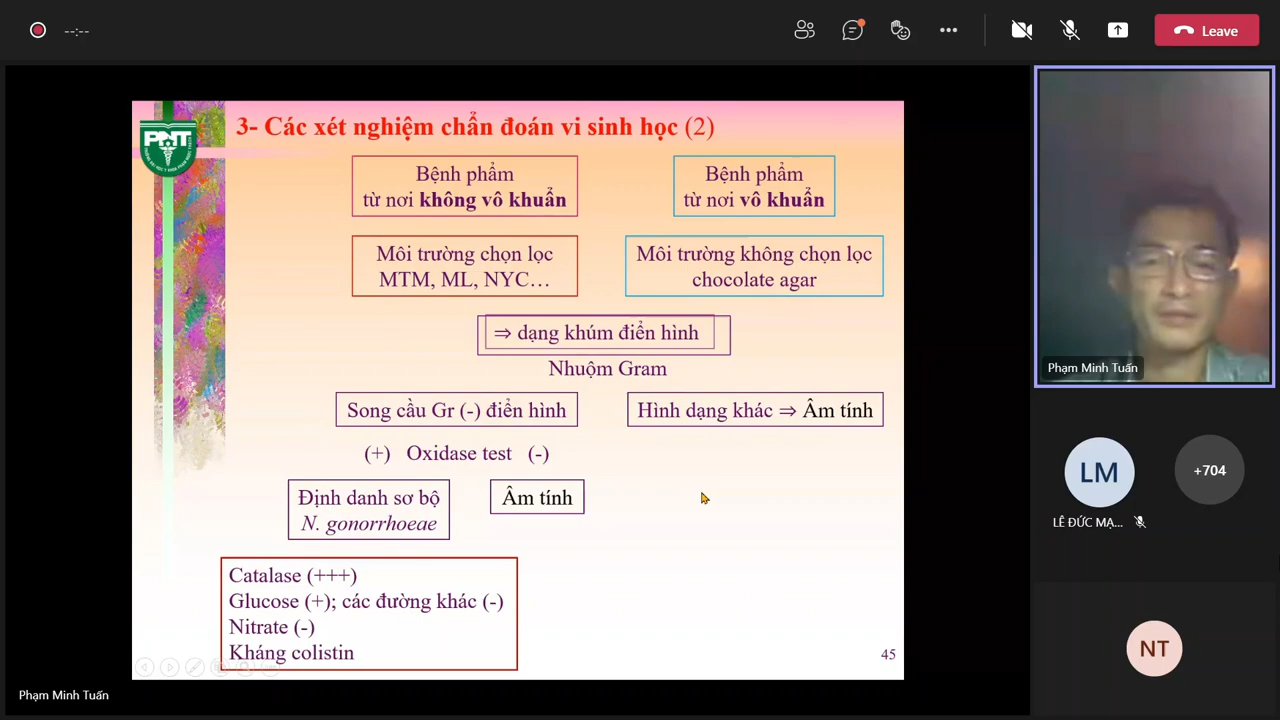 --:--
Leave
PNT
3- Các xét nghiệm chẩn đoán vi sinh học (2)
Bệnh phẩm
từ nơi không vô khuẩn
Bệnh phẩm
từ nơi vô khuẩn
Môi trường chọn lọc
MTM, ML, NYC…
Môi trường không chọn lọc
chocolate agar
⇒ dạng khúm điển hình
Nhuộm Gram
Song cầu Gr (-) điển hình
Hình dạng khác ⇒ Âm tính
(+) Oxidase test (-)
Định danh sơ bộ
N. gonorrhoeae
Âm tính
Catalase (+++)
Glucose (+); các đường khác (-)
Nitrate (-)
Kháng colistin
45
Phạm Minh Tuấn
Phạm Minh Tuấn
LM
+704
LÊ ĐỨC MẠ...
NT